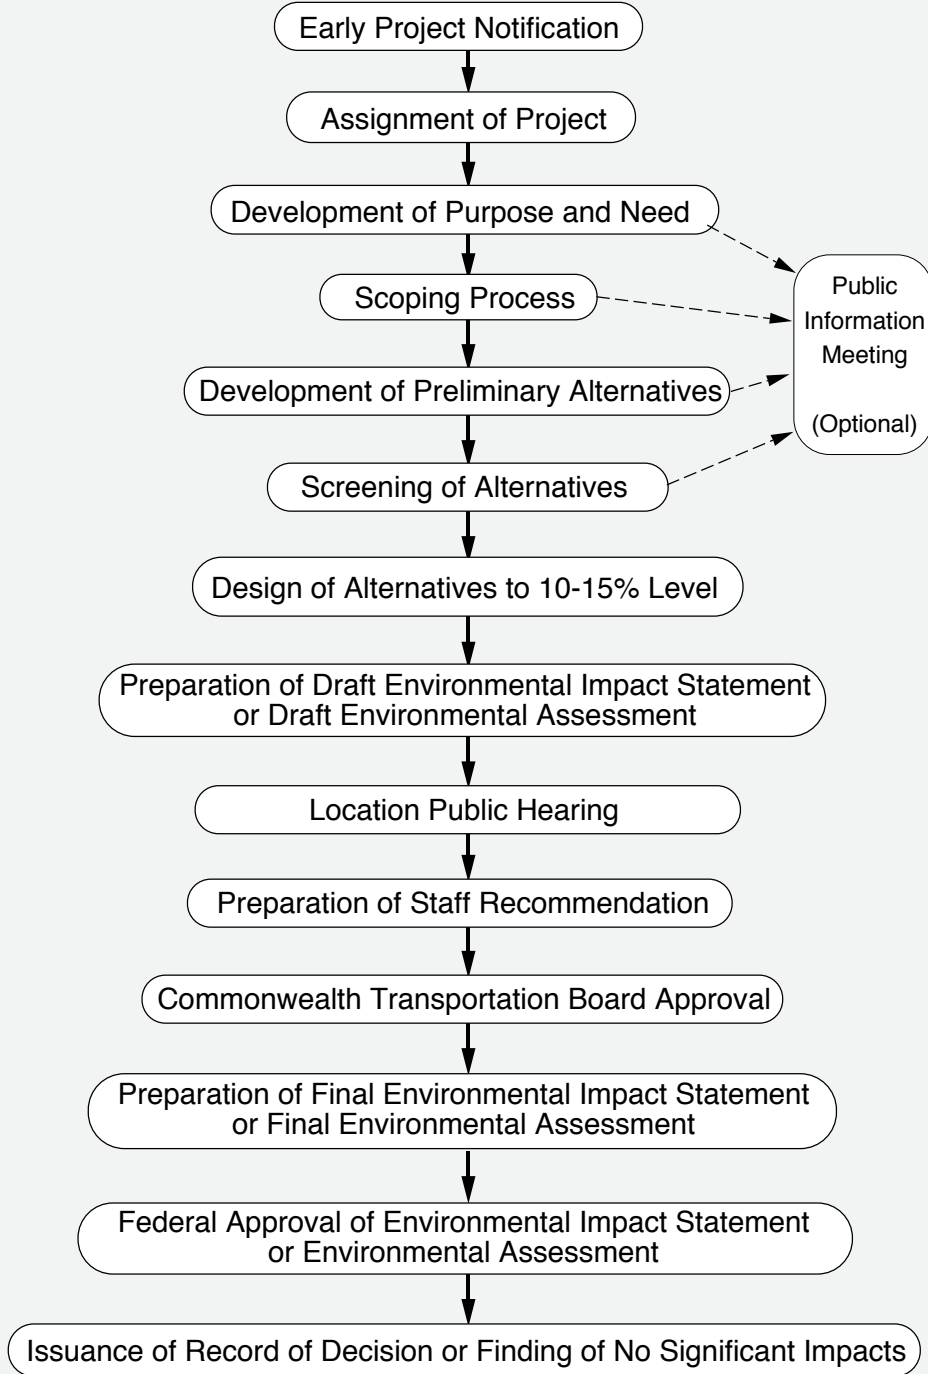 Early Project Notification
Assignment of Project
Development of Purpose and Need
Scoping Process
Development of Preliminary Alternatives
Screening of Alternatives
Public
Information
Meeting
(Optional)
Design of Alternatives to 10-15% Level
Preparation of Draft Environmental Impact Statement
or Draft Environmental Assessment
Location Public Hearing
Preparation of Staff Recommendation
Commonwealth Transportation Board Approval
Preparation of Final Environmental Impact Statement
or Final Environmental Assessment
Federal Approval of Environmental Impact Statement
or Environmental Assessment
Issuance of Record of Decision or Finding of No Significant Impacts